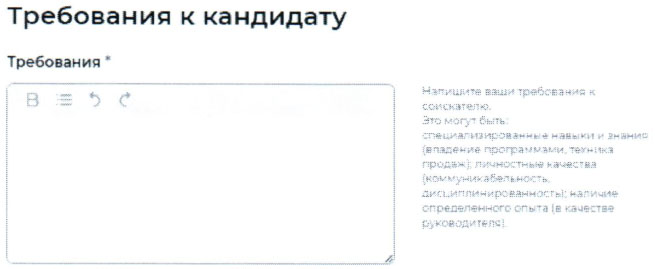 Требования к кандидату
Требования *
B
Напишите ваши требования к
соискателю.
Это могут быть:
специализированные навыки и знания
(владение программами, техника
продаж); личностные качества
(коммуникабельность,
дисциплинированность); наличие
определенного опыта (в качестве
руководителя).